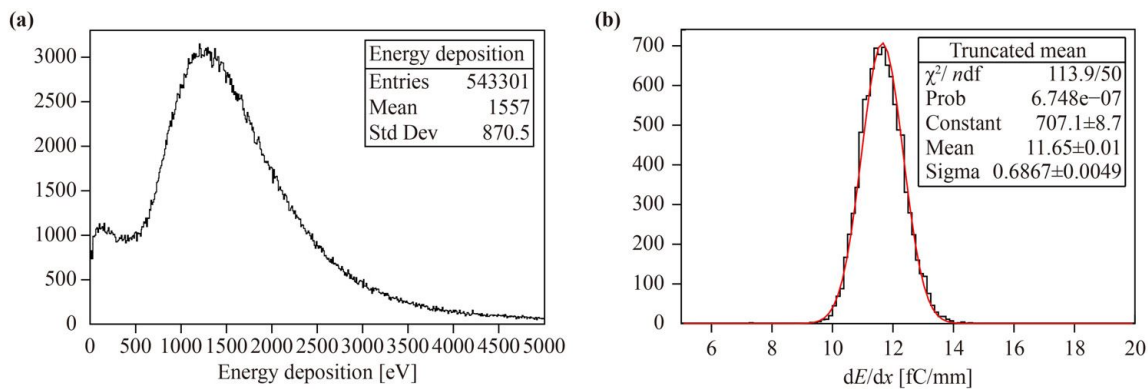 (a)
3000
2500
2000
1500
1000
500
0
0 500 1000 1500 2000 2500 3000 3500 4000 4500 5000
Energy deposition [eV]
Energy deposition
Entries 543301
Mean 1557
Std Dev 870.5
(b)
700
600
500
400
300
200
100
0
6 8 10 12 14 16 18 20
dE/dx [fC/mm]
Truncated mean
χ²/ ndf 113.9/50
Prob 6.748e−07
Constant 707.1±8.7
Mean 11.65±0.01
Sigma 0.6867±0.0049